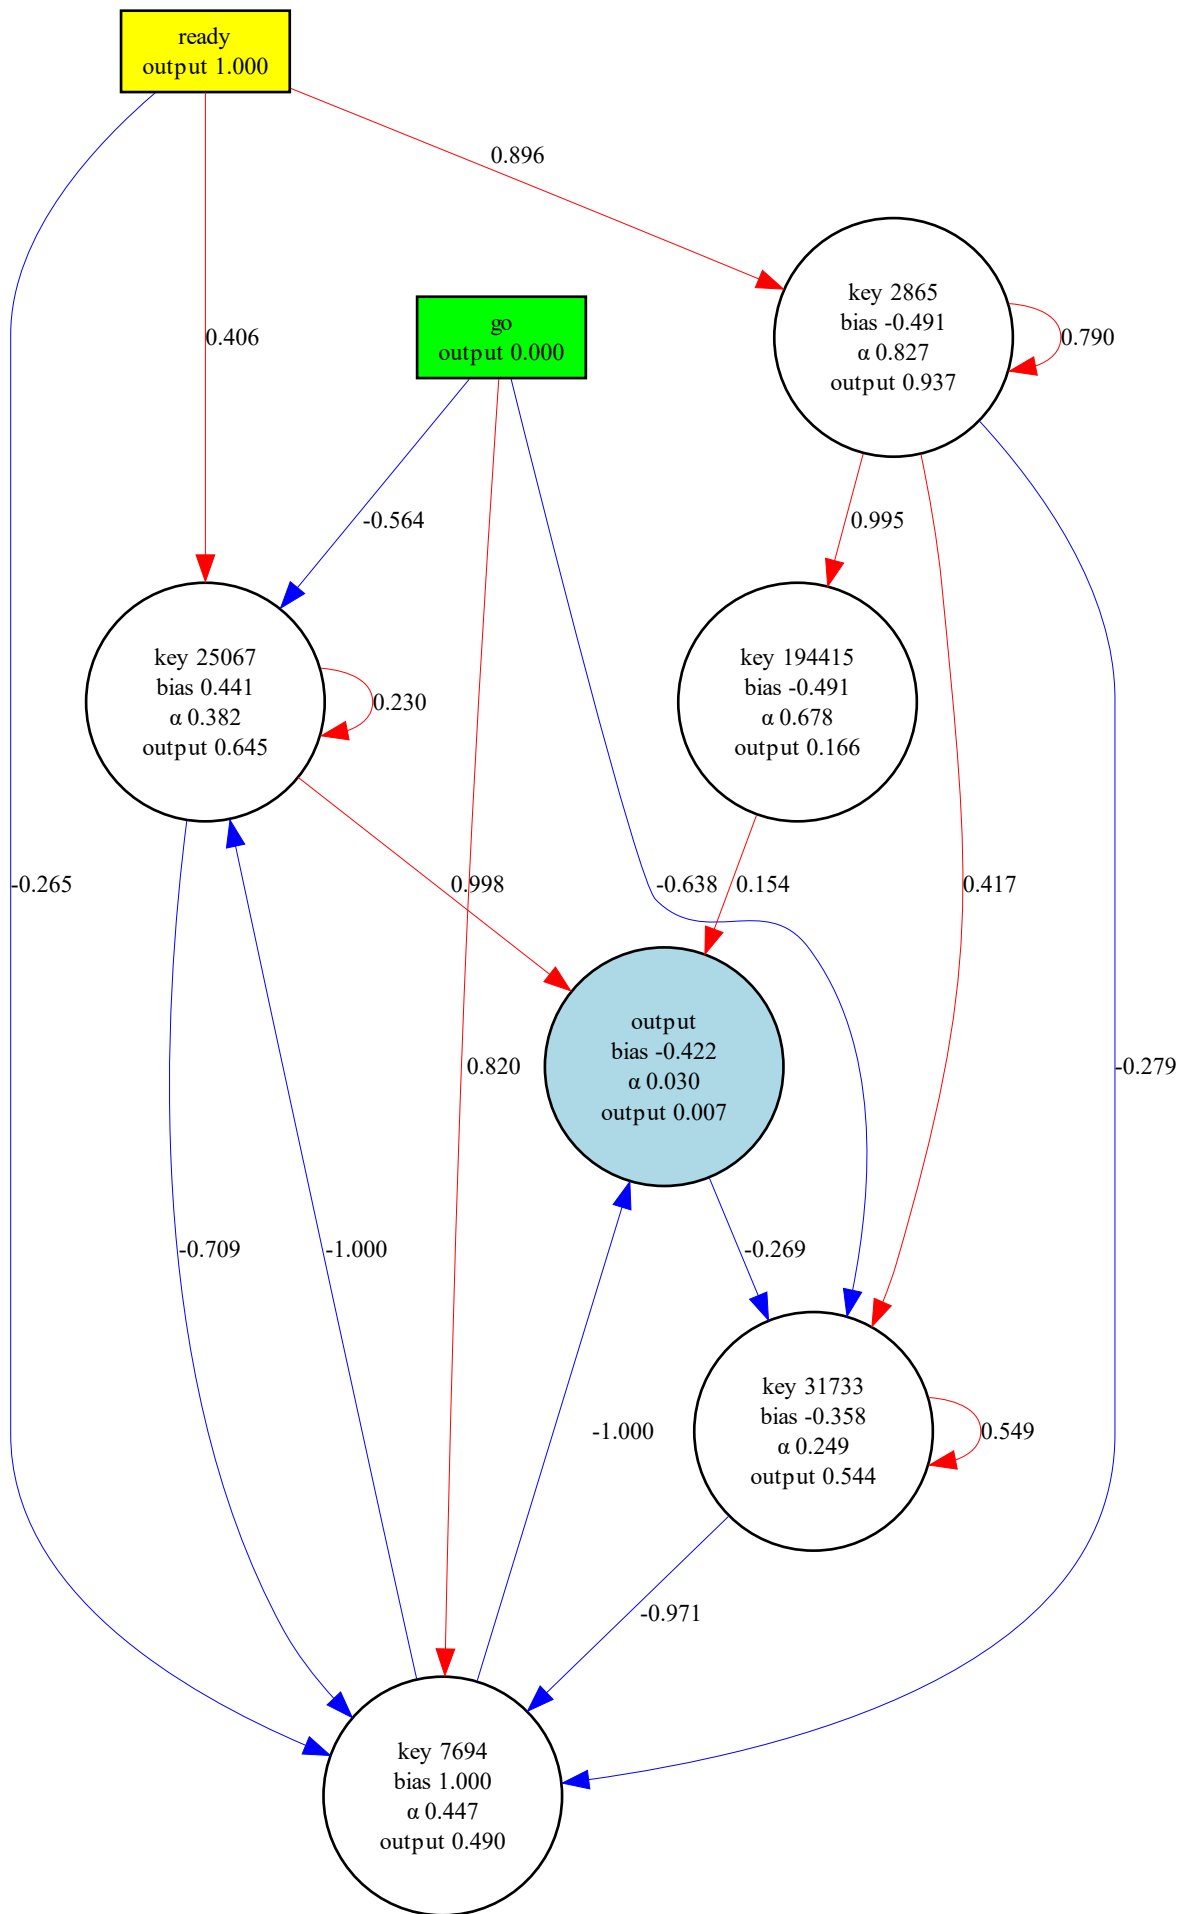 ready
output 1.000
0.896
key 2865
bias -0.491
α 0.827
output 0.937
0.790
go
output 0.000
0.406
-0.564
0.995
key 25067
bias 0.441
α 0.382
output 0.645
0.230
key 194415
bias -0.491
α 0.678
output 0.166
-0.265
0.998
-0.638
0.154
0.417
output
bias -0.422
α 0.030
output 0.007
0.820
-0.279
-0.709
-1.000
-0.269
key 31733
bias -0.358
α 0.249
output 0.544
0.549
-1.000
-0.971
key 7694
bias 1.000
α 0.447
output 0.490